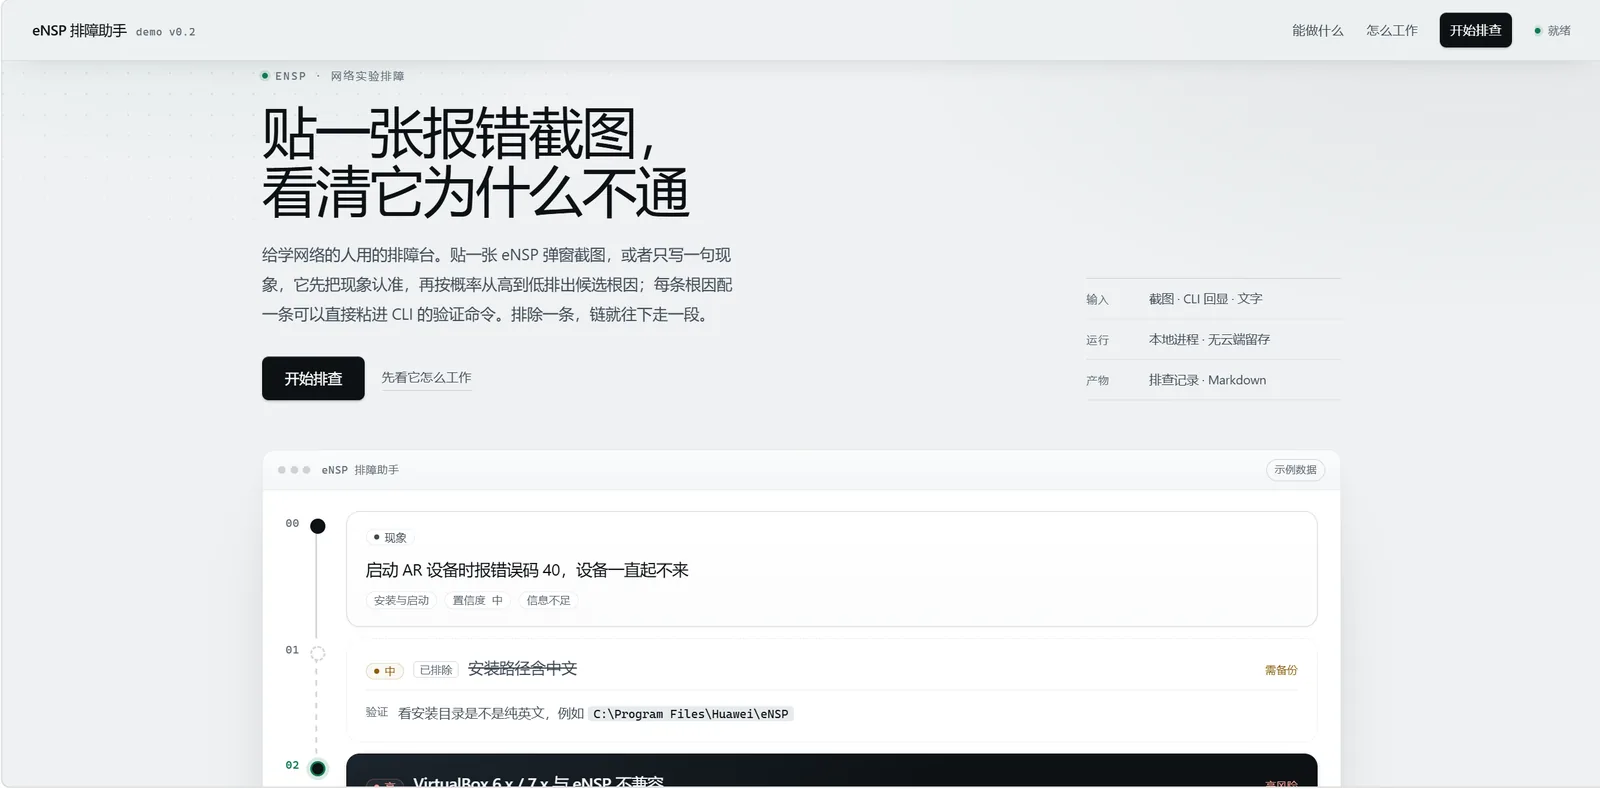 eNSP 排障助手 demo v0.2 能做什么 怎么工作 开始排查 就绪
ENSP · 网络实验排障
贴一张报错截图，
看清它为什么不通
给学网络的人用的排障台。贴一张 eNSP 弹窗截图，或者只写一句现
象，它先把现象认准，再按概率从高到低排出候选根因；每条根因配
一条可以直接粘进 CLI 的验证命令。排除一条，链就往下走一段。
输入 截图 · CLI 回显 · 文字
运行 本地进程 · 无云端留存
产物 排查记录 · Markdown
开始排查 先看它怎么工作
eNSP 排障助手 示例数据
00
现象
启动 AR 设备时报错误码 40，设备一直起不来
安装与启动 置信度 中 信息不足
01
中 已排除 安装路径含中文 需备份
验证 看安装目录是不是纯英文，例如 C:\Program Files\Huawei\eNSP
02
高 VirtualBox 6.x / 7.x 与 eNSP 不兼容 高风险